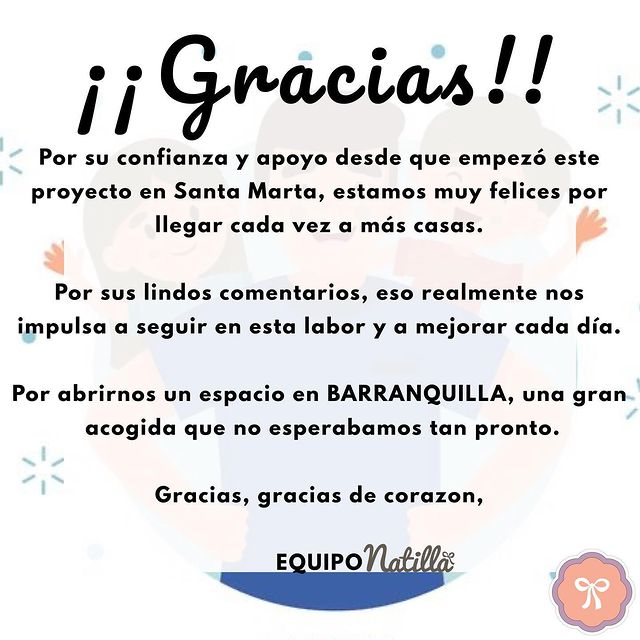 ¡¡Gracias!!
Por su confianza y apoyo desde que empezó este
proyecto en Santa Marta, estamos muy felices por
llegar cada vez a más casas.
Por sus lindos comentarios, eso realmente nos
impulsa a seguir en esta labor y a mejorar cada día.
Por abrirnos un espacio en BARRANQUILLA, una gran
acogida que no esperabamos tan pronto.
Gracias, gracias de corazon,
EQUIPO Natilla